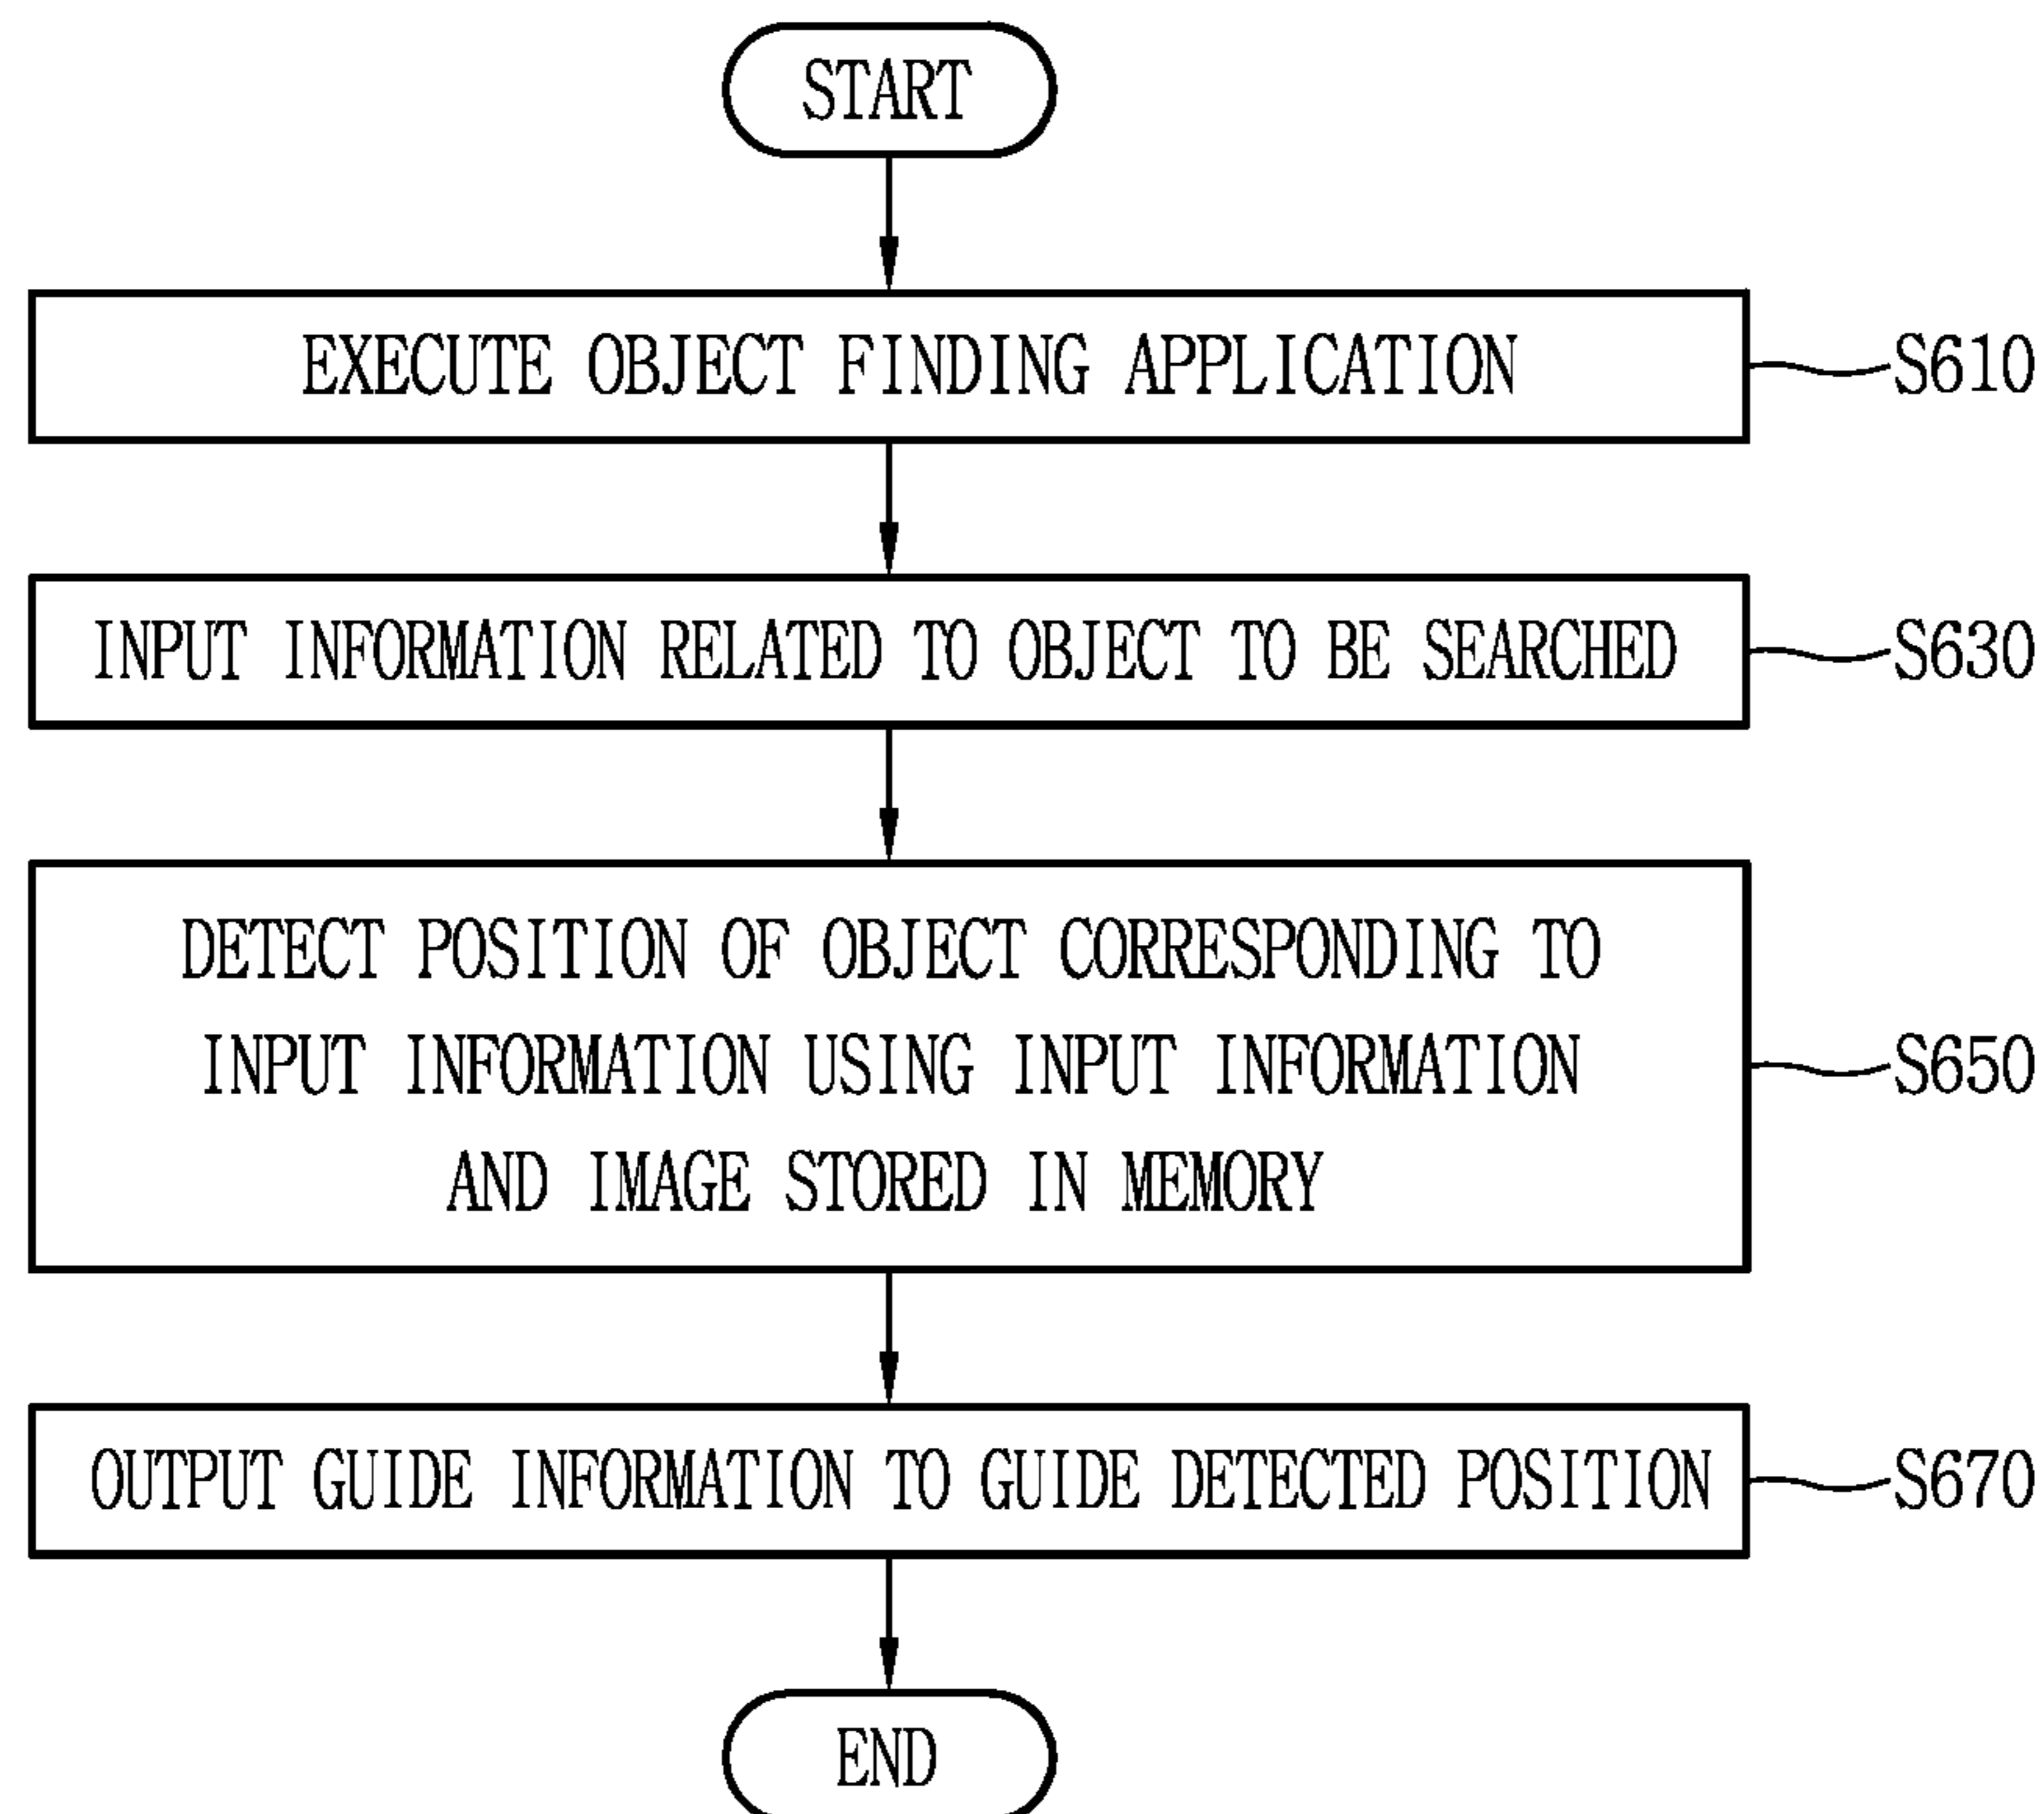 START
EXECUTE OBJECT FINDING APPLICATION
S610
INPUT INFORMATION RELATED TO OBJECT TO BE SEARCHED
S630
DETECT POSITION OF OBJECT CORRESPONDING TO
INPUT INFORMATION USING INPUT INFORMATION
AND IMAGE STORED IN MEMORY
S650
OUTPUT GUIDE INFORMATION TO GUIDE DETECTED POSITION
S670
END